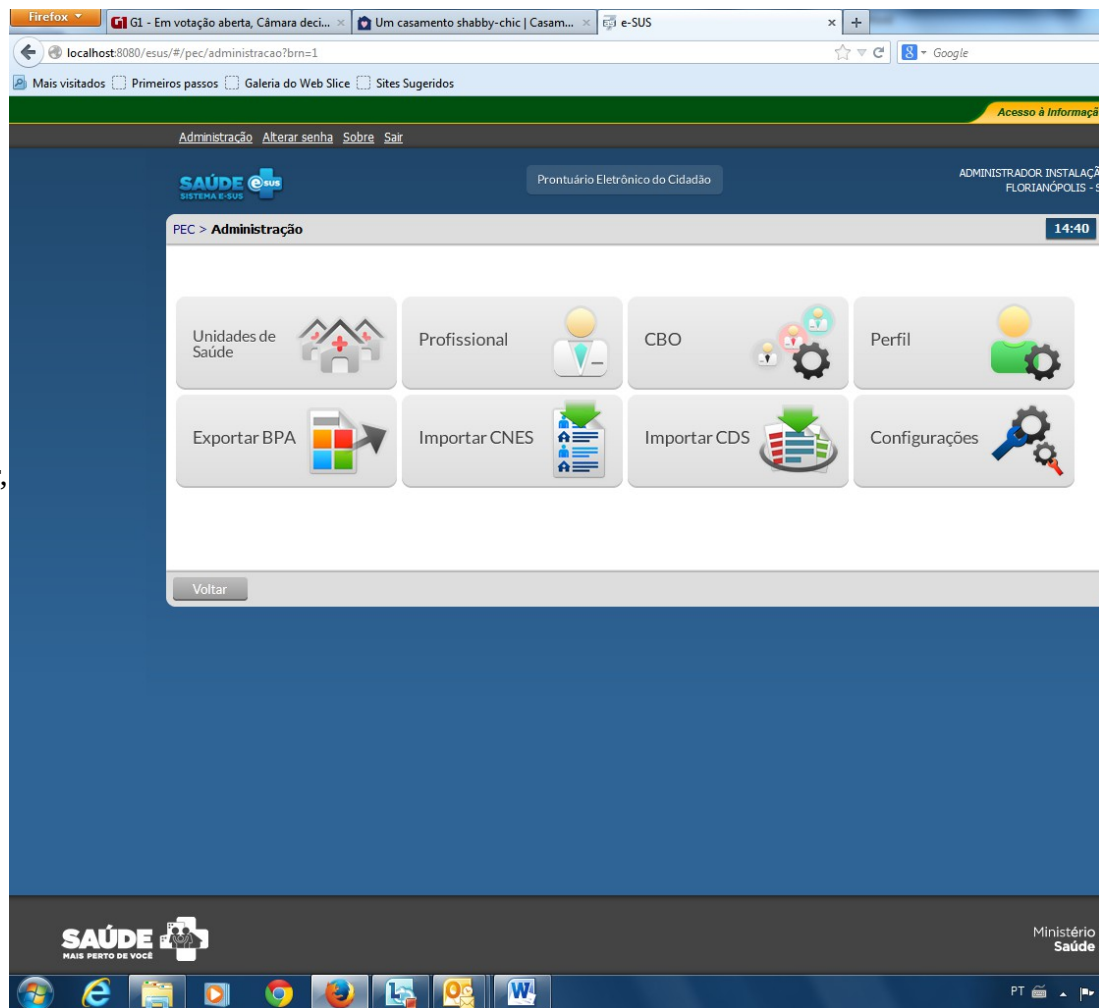 Firefox
G1 G1 - Em votação aberta, Câmara deci...
Um casamento shabby-chic | Casam...
e-SUS
localhost:8080/esus/#/pec/administracao?brn=1
Google
Mais visitados Primeiros passos Galeria do Web Slice Sites Sugeridos
Acesso à Informaçã
Administração Alterar senha Sobre Sair
SAÚDE e sus
SISTEMA E-SUS
Prontuário Eletrônico do Cidadão
ADMINISTRADOR INSTALAÇÃ
FLORIANÓPOLIS - S
PEC > Administração
14:40
Unidades de
Saúde
Profissional
CBO
Perfil
Exportar BPA
Importar CNES
Importar CDS
Configurações
,
Voltar
SAÚDE
MAIS PERTO DE VOCÊ
Ministério
Saúde
PT